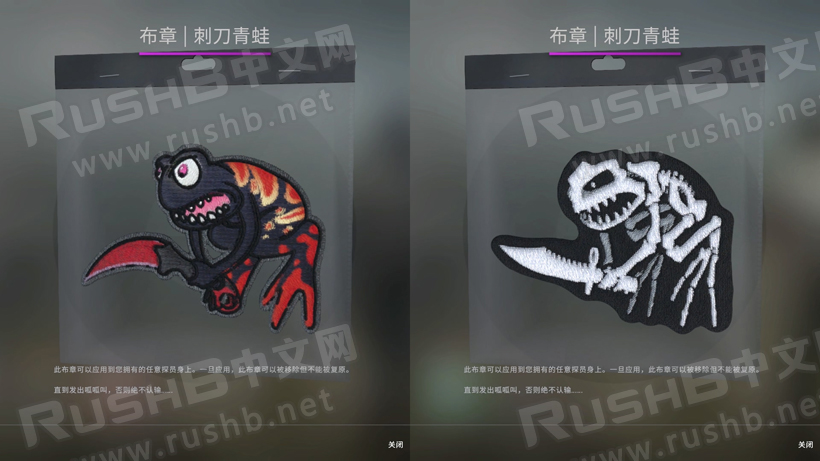 布章 | 刺刀青蛙
RUSHB中文网
www.rushb.net
此布章可以应用到您拥有的任意探员身上。一旦应用，此布章可以被移除但不能被复原。
直到发出呱呱叫，否则绝不认输……
RUSHB中文网
www.rushb.net
关闭
布章 | 刺刀青蛙
RUSHB中文
www.rushb.net
此布章可以应用到您拥有的任意探员身上。一旦应用，此布章可以被移除但不能被复原。
直到发出呱呱叫，否则绝不认输……
RUSHB中文
www.rushb.net
关闭